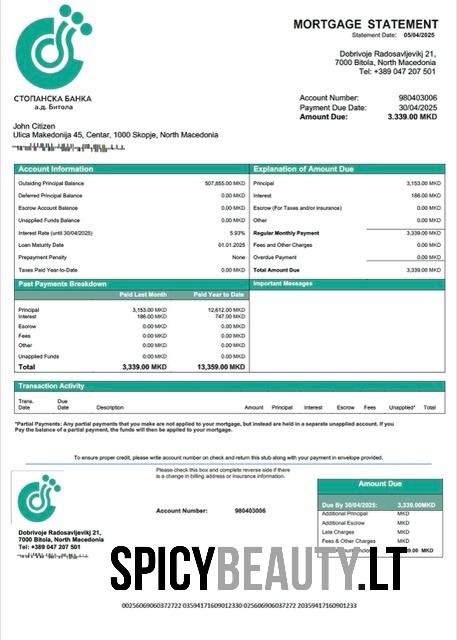 MORTGAGE STATEMENT
Statement Date: 05/04/2025
Dobrivoje Radosavljevikj 21,
7000 Bitola, North Macedonia
Tel: +389 047 207 501
СТОПАНСКА БАНКА
а.д. Битола
Account Number: 980403006
Payment Due Date: 30/04/2025
Amount Due: 3.339.00 MKD
John Citizen
Ulica Makedonija 45, Centar, 1000 Skopje, North Macedonia
Account Information
Outsiding Principal Balance 507,855.00 MKD
Deferred Principal Balance 0.00 MKD
Escrow Account Balance 0.00 MKD
Unapplied Funds Balance 0.00 MKD
Interest Rate (until 30/04/2025) 5.93%
Loan Maturity Date 01.01.2025
Prepayment Penalty None
Taxes Paid Year-to-Date 0.00 MKD
Explanation of Amount Due
Principal 3,153.00 MKD
Interest 186.00 MKD
Escrow (For Taxes and/or insurance) 0.00 MKD
Other 0.00 MKD
Regular Monthly Payment 3,339.00 MKD
Fees and Other Charges 0.00 MKD
Overdue Payment 0.00 MKD
Total Amount Due 3,339.00 MKD
Past Payments Breakdown
Paid Last Month Paid Year to Date
Principal 3,153.00 MKD 12,612.00 MKD
Interest 186.00 MKD 747.00 MKD
Escrow 0.00 MKD 0.00 MKD
Fees 0.00 MKD 0.00 MKD
Other 0.00 MKD 0.00 MKD
Unapplied Funds 0.00 MKD 0.00 MKD
Total 3,339.00 MKD 13,359.00 MKD
Important Messages
Transaction Activity
Trans. Date Due Date Description Amount Principal Interest Escrow Fees Unapplied* Total
*Partial Payments: Any partial payments that you make are not applied to your mortgage, but instead are held in a separate unapplied account. If you
Pay the balance of a partial payment, the funds will then be applied to your mortgage.
To ensure proper credit, please write account number on check and return this stub along with your payment in envelope provided.
Please check this box and complete reverse side if there
is a change in billing address or insurance information.
Account Number: 980403006
Dobrivoje Radosavljevikj 21,
7000 Bitola, North Macedonia
Tel: +389 047 207 501
Amount Due
Due By 30/04/2025: 3,339.00MKD
Additional Principal MKD
Additional Escrow MKD
Late Charges MKD
Fees & Other Charges MKD
SPICYBEAUTY.LT
00256069060372722 03594171609012330 0256069060372722 20359417160901233